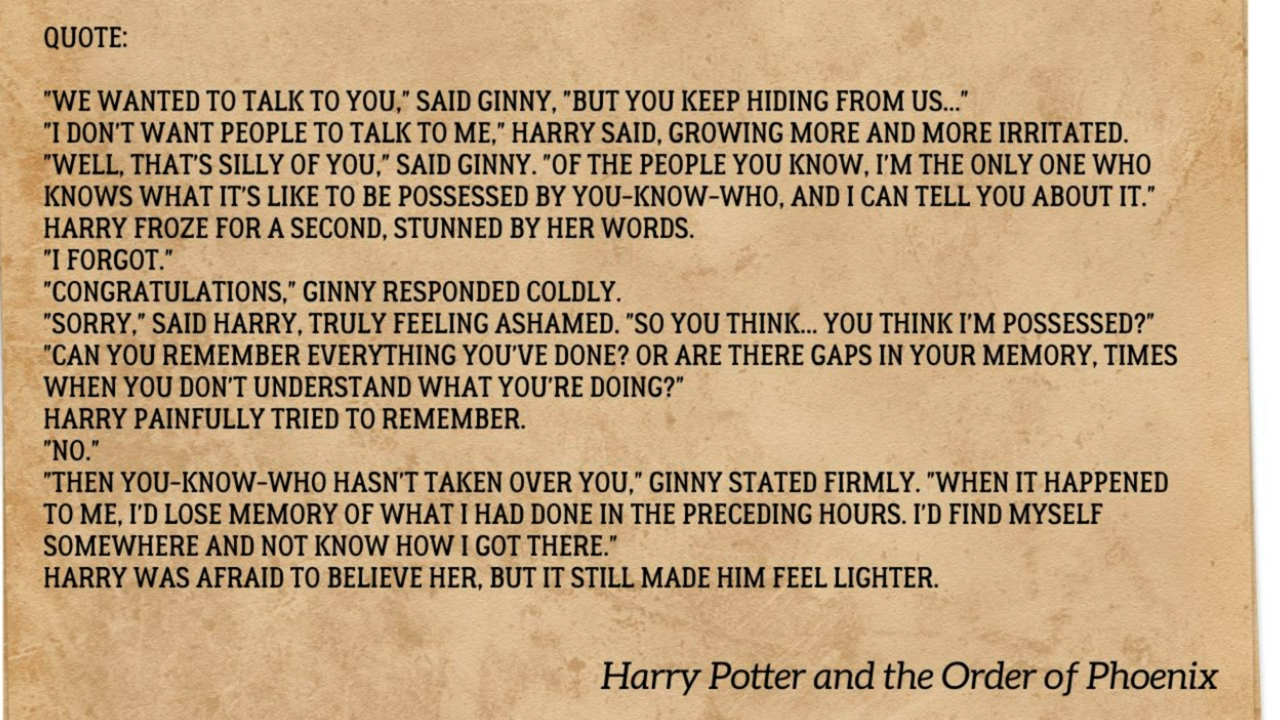 QUOTE:
"WE WANTED TO TALK TO YOU," SAID GINNY, "BUT YOU KEEP HIDING FROM US..."
"I DON'T WANT PEOPLE TO TALK TO ME," HARRY SAID, GROWING MORE AND MORE IRRITATED.
"WELL, THAT'S SILLY OF YOU," SAID GINNY. "OF THE PEOPLE YOU KNOW, I'M THE ONLY ONE WHO
KNOWS WHAT IT'S LIKE TO BE POSSESSED BY YOU-KNOW-WHO, AND I CAN TELL YOU ABOUT IT."
HARRY FROZE FOR A SECOND, STUNNED BY HER WORDS.
"I FORGOT."
"CONGRATULATIONS," GINNY RESPONDED COLDLY.
"SORRY," SAID HARRY, TRULY FEELING ASHAMED. "SO YOU THINK... YOU THINK I'M POSSESSED?"
"CAN YOU REMEMBER EVERYTHING YOU'VE DONE? OR ARE THERE GAPS IN YOUR MEMORY, TIMES
WHEN YOU DON'T UNDERSTAND WHAT YOU'RE DOING?"
HARRY PAINFULLY TRIED TO REMEMBER.
"NO."
"THEN YOU-KNOW-WHO HASN'T TAKEN OVER YOU," GINNY STATED FIRMLY. "WHEN IT HAPPENED
TO ME, I'D LOSE MEMORY OF WHAT I HAD DONE IN THE PRECEDING HOURS. I'D FIND MYSELF
SOMEWHERE AND NOT KNOW HOW I GOT THERE."
HARRY WAS AFRAID TO BELIEVE HER, BUT IT STILL MADE HIM FEEL LIGHTER.
Harry Potter and the Order of Phoenix